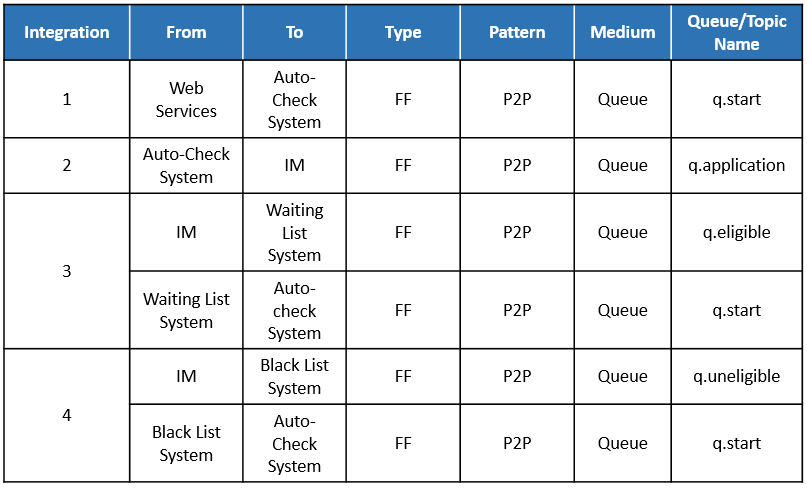 Integration From To Type Pattern Medium Queue/Topic Name
1 Web Services Auto-Check System FF P2P Queue q.start
2 Auto-Check System IM FF P2P Queue q.application
3 IM Waiting List System FF P2P Queue q.eligible
Waiting List System Auto-check System FF P2P Queue q.start
4 IM Black List System FF P2P Queue q.uneligible
Black List System Auto-Check System FF P2P Queue q.start